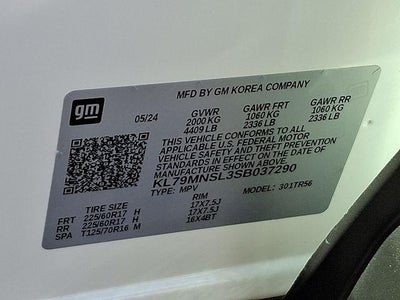 gm
MFD BY GM KOREA COMPANY
05/24 GVWR GAWR FRT GAWR RR
2000 KG 1060 KG 1060 KG
4409 LB 2336 LB 2336 LB
THIS VEHICLE CONFORMS TO ALL
APPLICABLE U.S. FEDERAL MOTOR
VEHICLE SAFETY AND THEFT PREVENTION
STANDARDS IN EFFECT ON THE DATE OF
MANUFACTURE SHOWN ABOVE.
KL79MNSL3SB037290
TYPE: MPV MODEL: 301TR56
TIRE SIZE RIM
FRT 225/60R17 H 17X7.5J
RR 225/60R17 H 17X7.5J
SPA T125/70R16 M 16X4BT